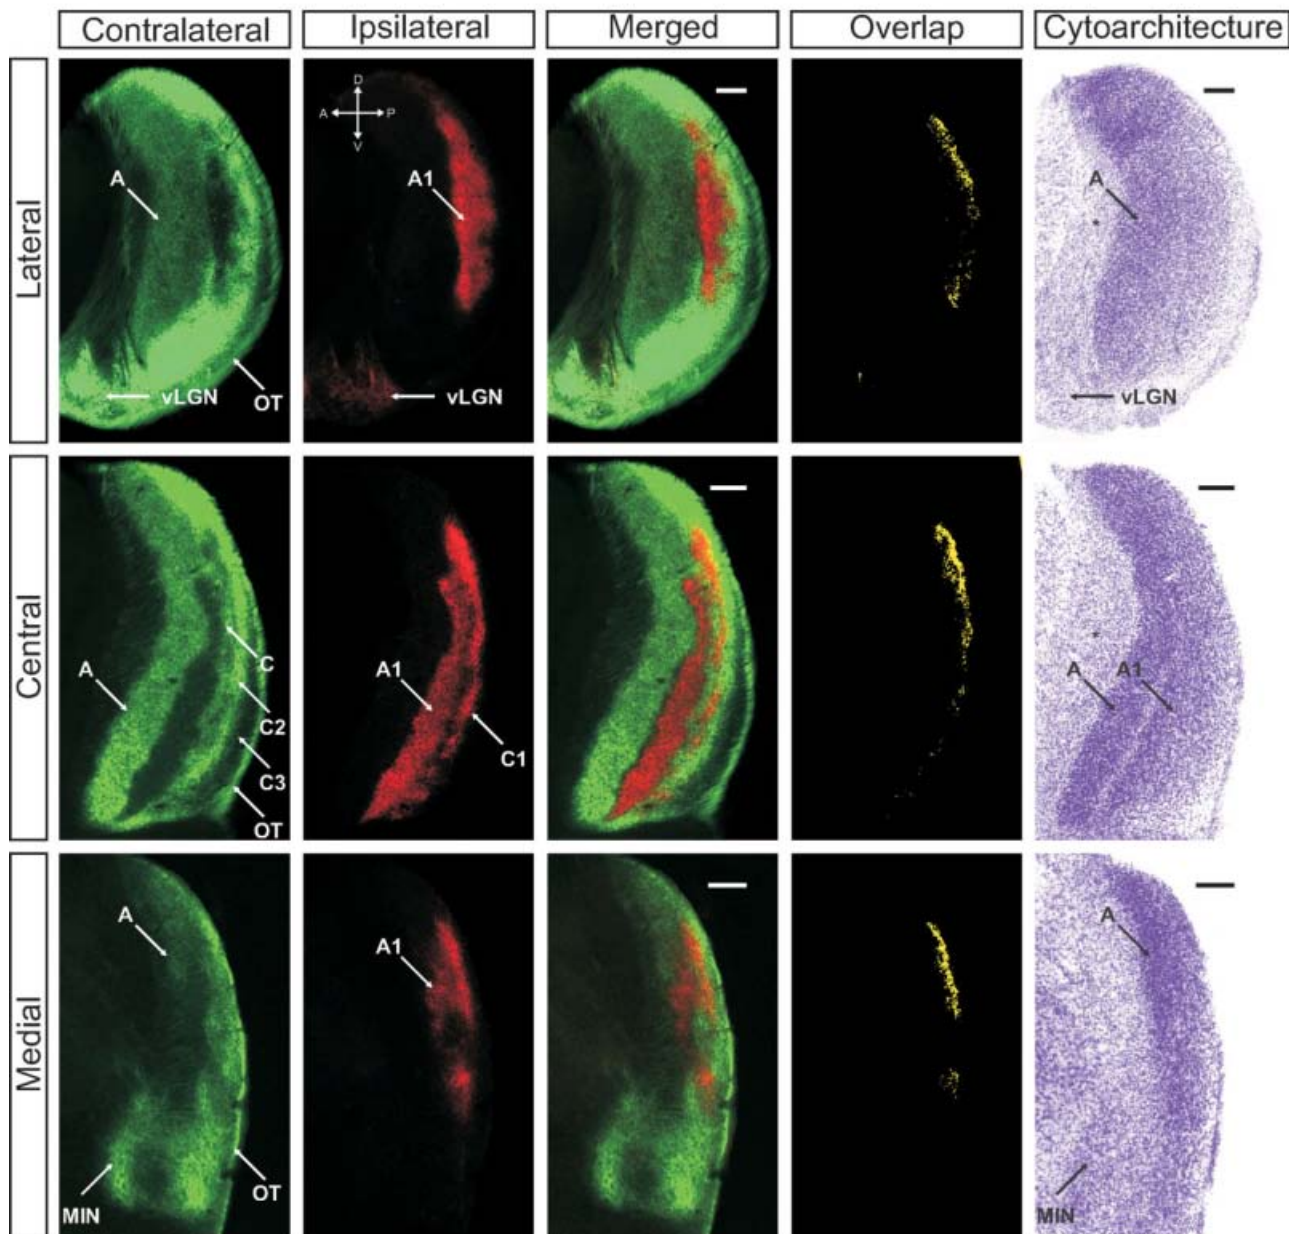 Contralateral Ipsilateral Merged Overlap Cytoarchitecture
Lateral
D
A P
V
A A1 A
vLGN OT vLGN vLGN
Central
C
A A1 A A1
C2
C1
C3
OT
Medial
A A1 A
MIN OT MIN